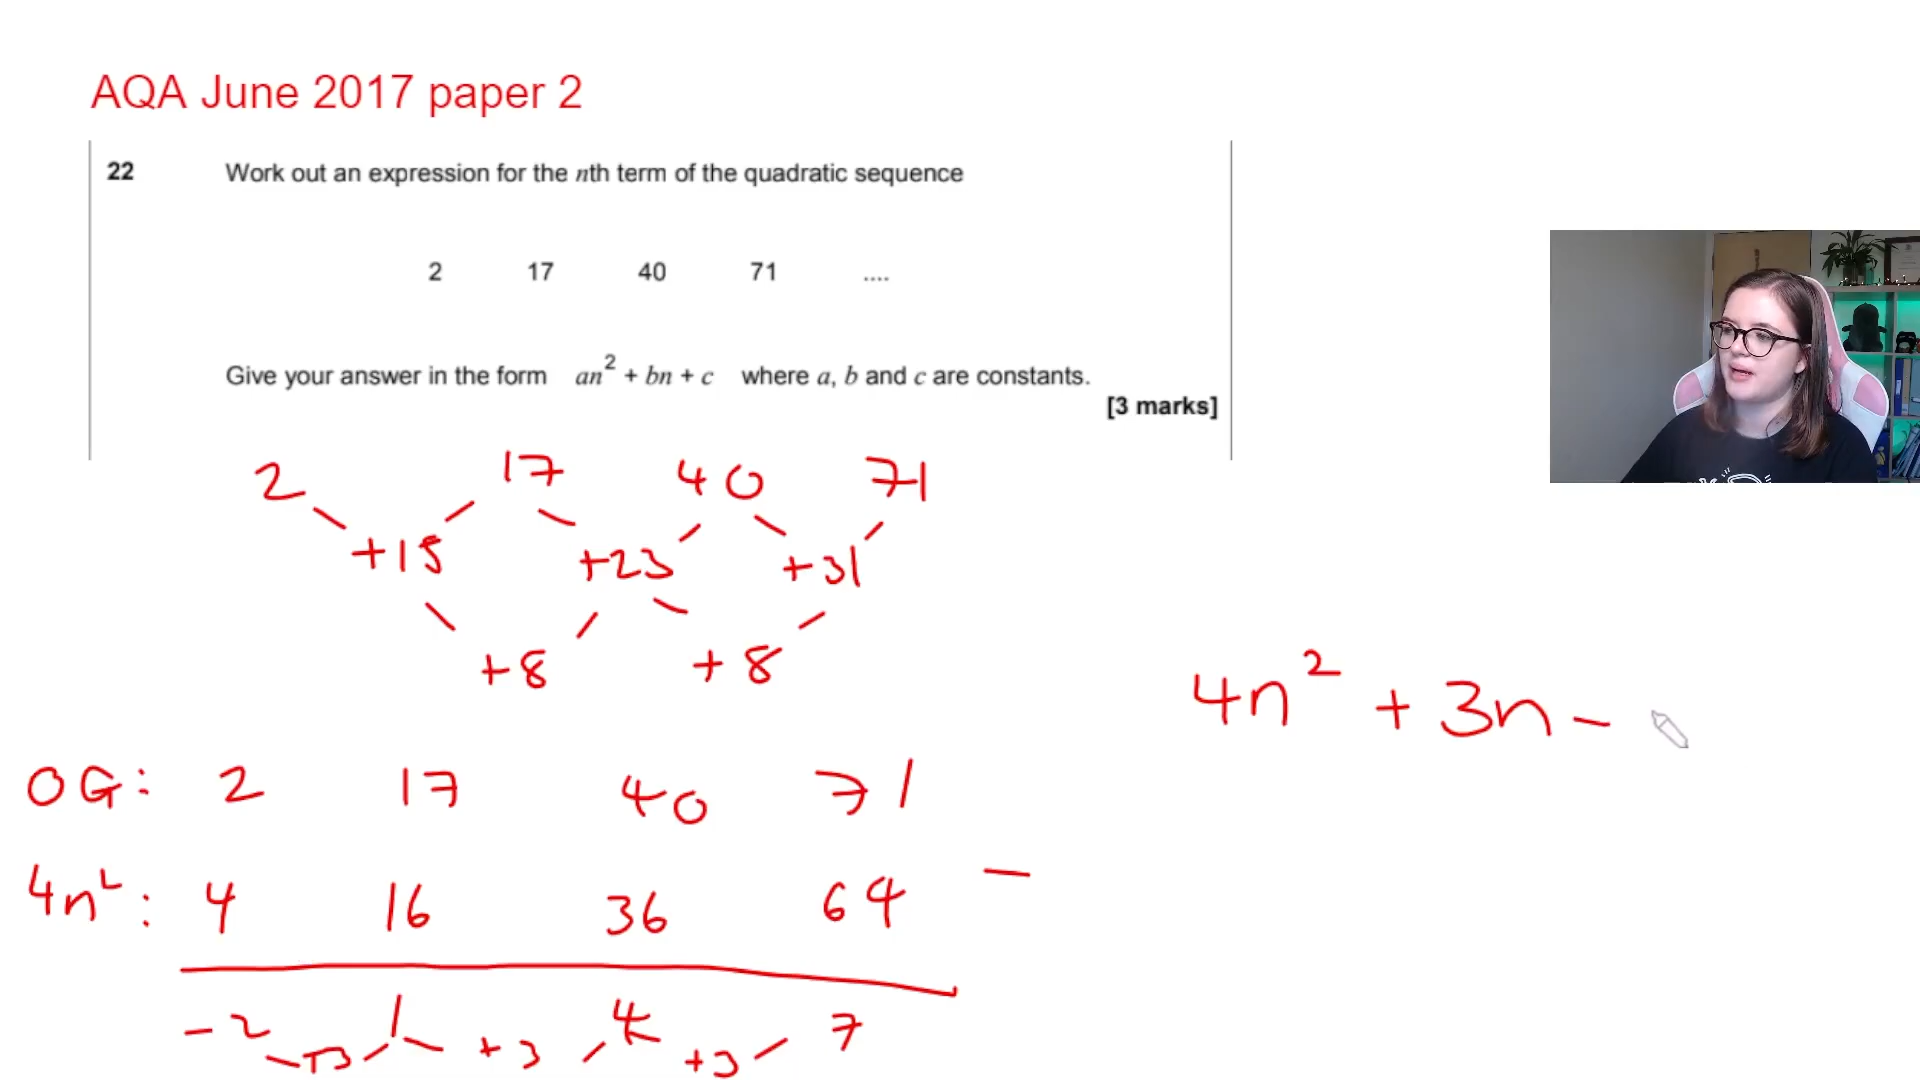 AQA June 2017 paper 2
22 Work out an expression for the nth term of the quadratic sequence
2 17 40 71 ....
Give your answer in the form an² + bn + c where a, b and c are constants.
[3 marks]
2 17 40 71
+15 +23 +31
+8 +8
4n² + 3n –
OG: 2 17 40 71
4n²: 4 16 36 64 –
-2 1 4 7
+3 +3 +3